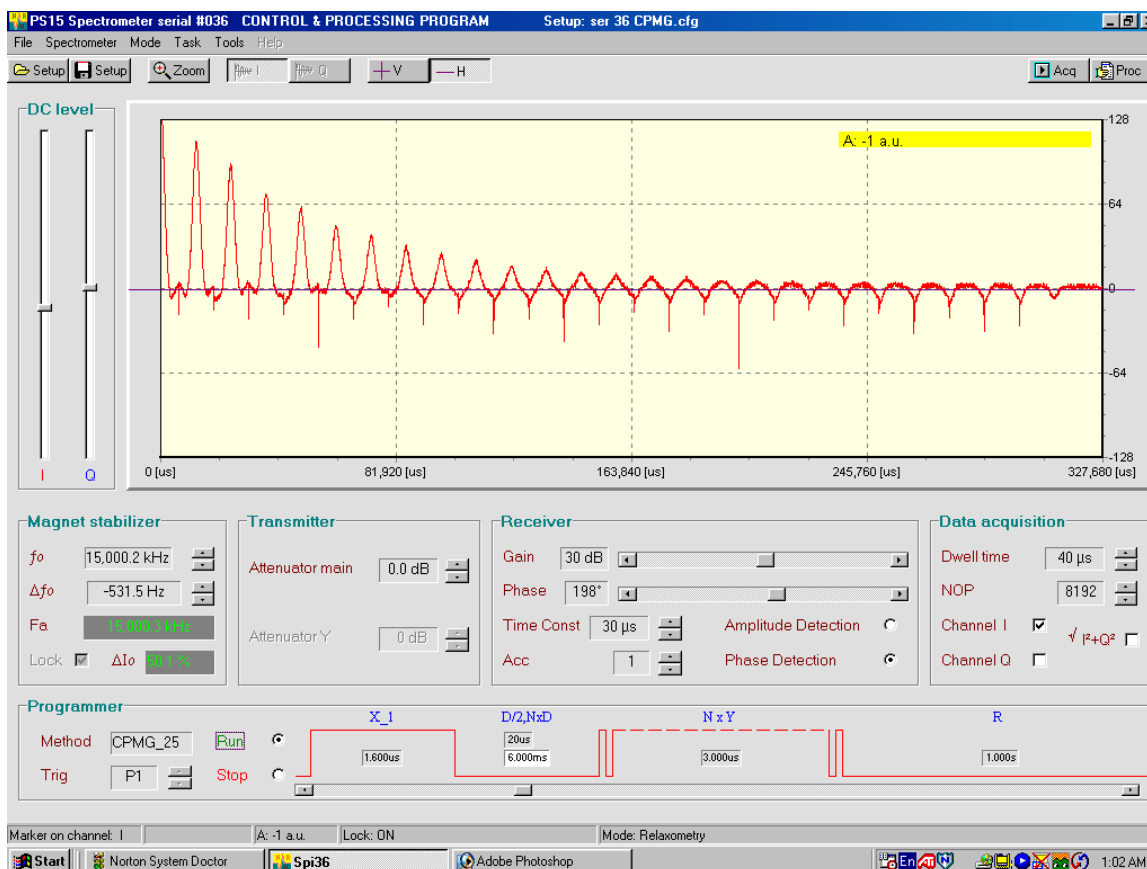 PS15 Spectrometer serial #036   CONTROL & PROCESSING PROGRAM   Setup: ser 36 CPMG.cfg
File Spectrometer Mode Task Tools Help
Setup Setup Zoom I Q V H Acq Proc
DC level
I Q
A: -1 a.u.
128
64
0
-64
-128
0 [us] 81,920 [us] 163,840 [us] 245,760 [us] 327,680 [us]
Magnet stabilizer
fo 15,000.2 kHz
Δfo -531.5 Hz
Fa 15,000.3 kHz
Lock ΔIo 50.1 %
Transmitter
Attenuator main 0.0 dB
Attenuator Y 0 dB
Receiver
Gain 30 dB
Phase 198°
Time Const 30 µs Amplitude Detection
Acc 1 Phase Detection
Data acquisition
Dwell time 40 µs
NOP 8192
Channel I √ I²+Q²
Channel Q
Programmer
Method CPMG_25 Run
Trig P1 Stop
X_1 D/2,NxD N x Y R
1.600us 20us 6.000ms 3.000us 1.000s
Marker on channel: I A: -1 a.u. Lock: ON Mode: Relaxometry
Start Norton System Doctor Spi36 Adobe Photoshop En 1:02 AM